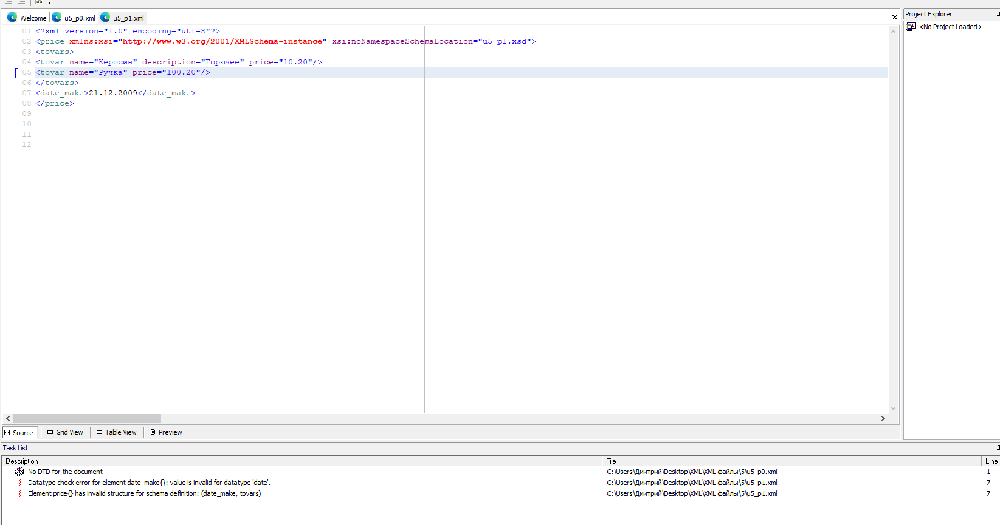 Welcome u5_p0.xml u5_p1.xml
Project Explorer
<No Project Loaded>
01 <?xml version="1.0" encoding="utf-8"?>
02 <price xmlns:xsi="http://www.w3.org/2001/XMLSchema-instance" xsi:noNamespaceSchemaLocation="u5_p1.xsd">
03 <tovars>
04 <tovar name="Керосин" description="Горючее" price="10.20"/>
05 <tovar name="Ручка" price="100.20"/>
06 </tovars>
07 <date_make>21.12.2009</date_make>
08 </price>
09
10
11
12
Source Grid View Table View Preview
Task List
Description File Line
No DTD for the document C:\Users\Дмитрий\Desktop\XML\XML файлы\5\u5_p0.xml 1
Datatype check error for element date_make{}: value is invalid for datatype 'date'. C:\Users\Дмитрий\Desktop\XML\XML файлы\5\u5_p1.xml 7
Element price{} has invalid structure for schema definition: (date_make, tovars) C:\Users\Дмитрий\Desktop\XML\XML файлы\5\u5_p1.xml 7